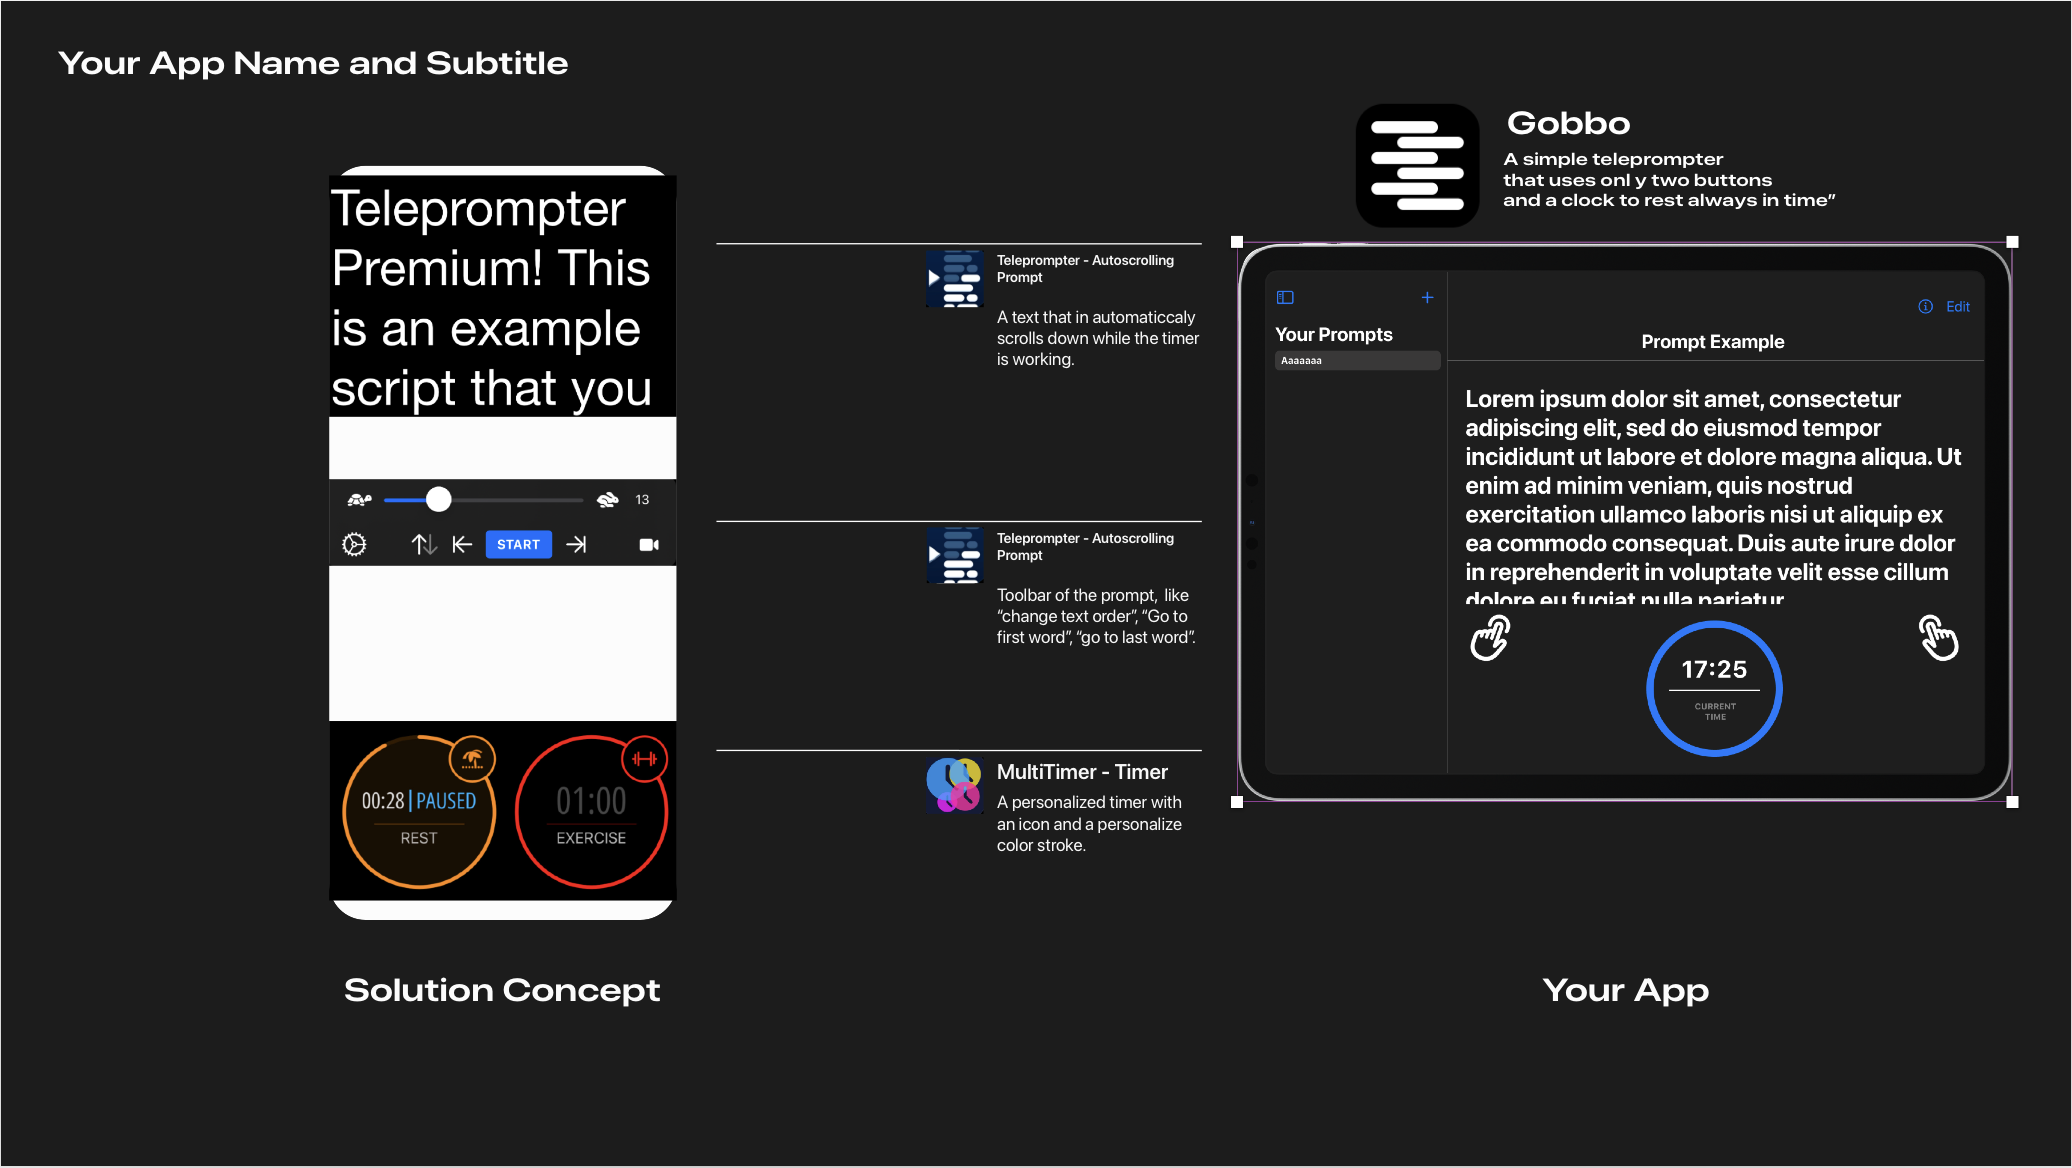 Your App Name and Subtitle
Teleprompter
Premium! This
is an example
script that you
13
START
00:28|PAUSED
REST
01:00
EXERCISE
Solution Concept
Teleprompter - Autoscrolling
Prompt
A text that in automaticcaly
scrolls down while the timer
is working.
Teleprompter - Autoscrolling
Prompt
Toolbar of the prompt, like
“change text order”, “Go to
first word”, “go to last word”.
MultiTimer - Timer
A personalized timer with
an icon and a personalize
color stroke.
Gobbo
A simple teleprompter
that uses onl y two buttons
and a clock to rest always in time”
Your Prompts
Aaaaaaa
Edit
Prompt Example
Lorem ipsum dolor sit amet, consectetur
adipiscing elit, sed do eiusmod tempor
incididunt ut labore et dolore magna aliqua. Ut
enim ad minim veniam, quis nostrud
exercitation ullamco laboris nisi ut aliquip ex
ea commodo consequat. Duis aute irure dolor
in reprehenderit in voluptate velit esse cillum
dolore eu fugiat nulla pariatur
17:25
CURRENT
TIME
Your App